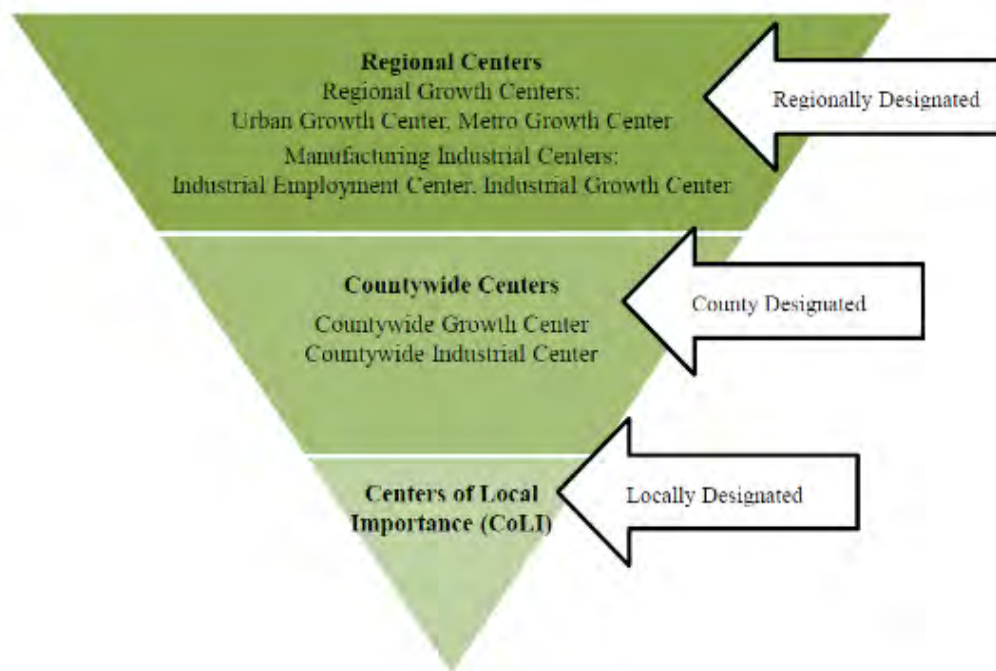 Regional Centers
Regional Growth Centers:
Urban Growth Center, Metro Growth Center
Manufacturing Industrial Centers:
Industrial Employment Center, Industrial Growth Center
Regionally Designated
Countywide Centers
Countywide Growth Center
Countywide Industrial Center
County Designated
Centers of Local
Importance (CoLI)
Locally Designated